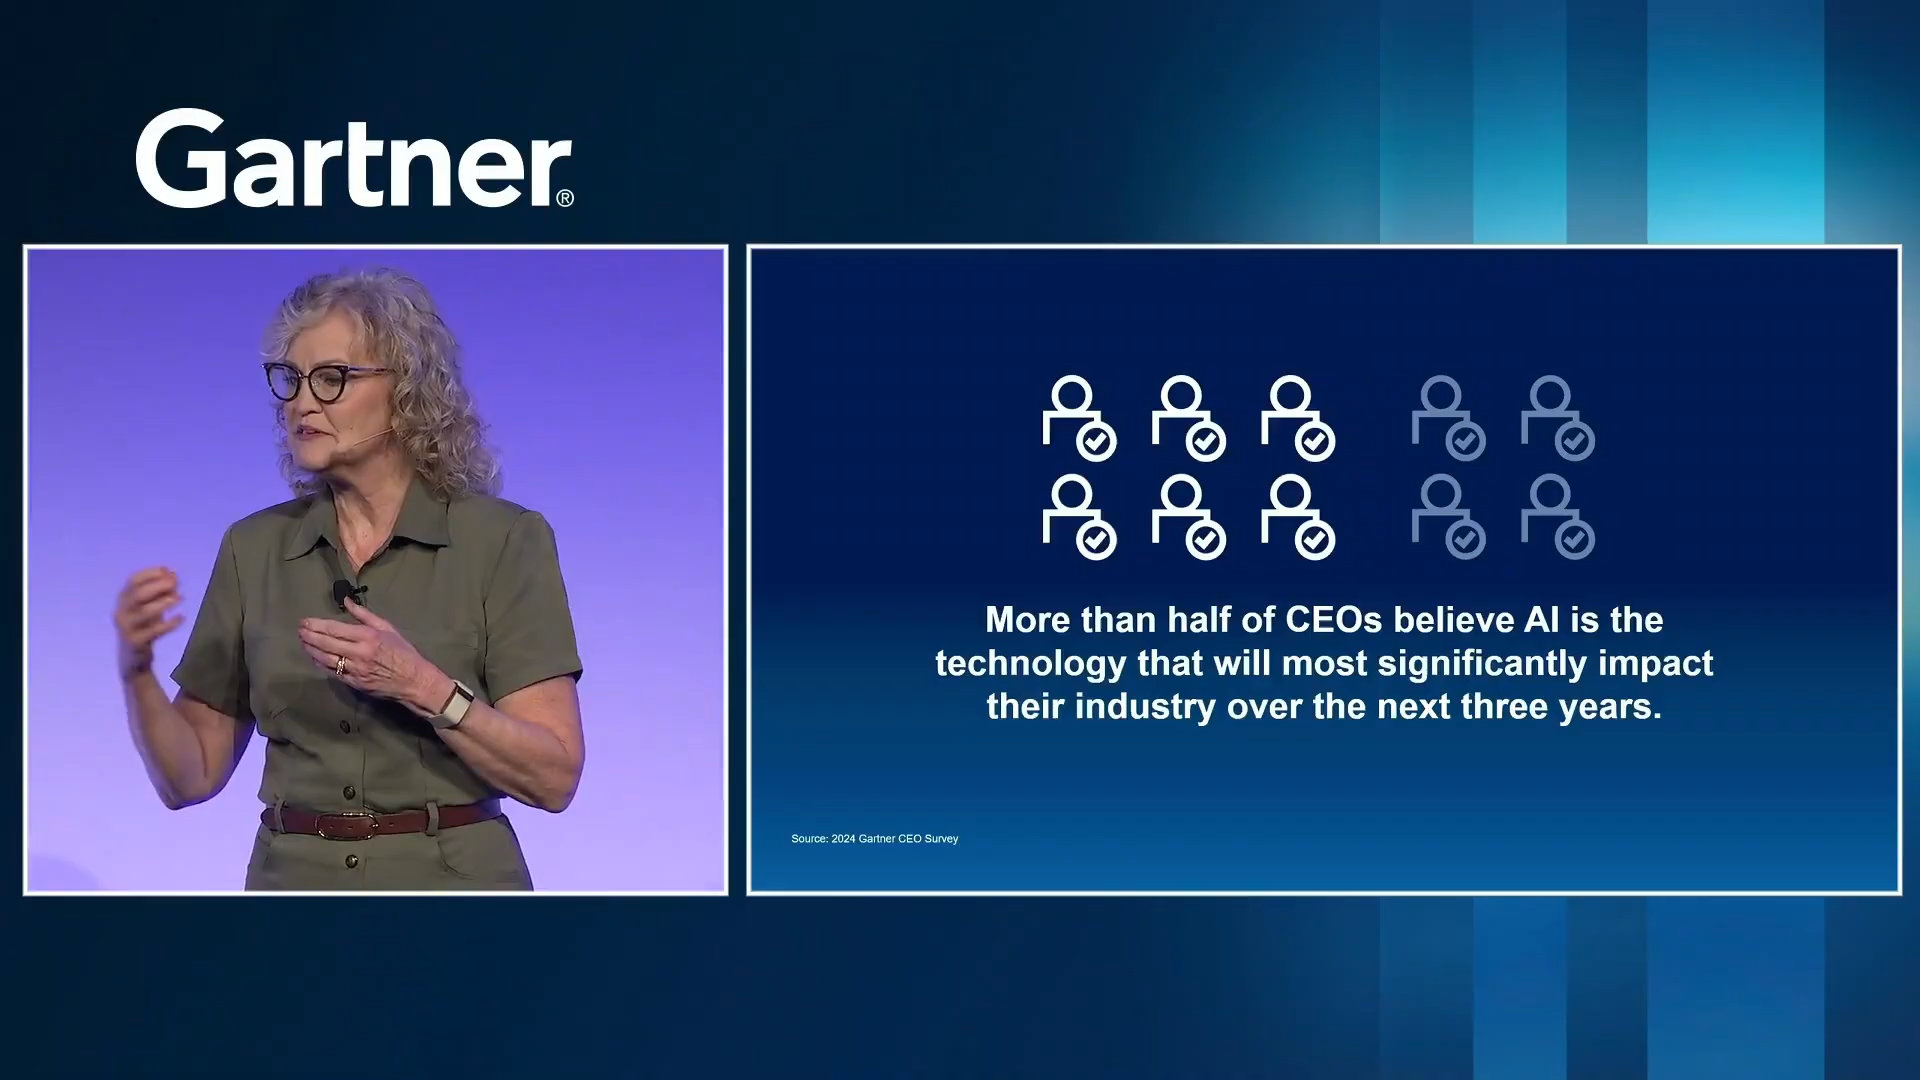 Gartner®
More than half of CEOs believe AI is the
technology that will most significantly impact
their industry over the next three years.
Source: 2024 Gartner CEO Survey